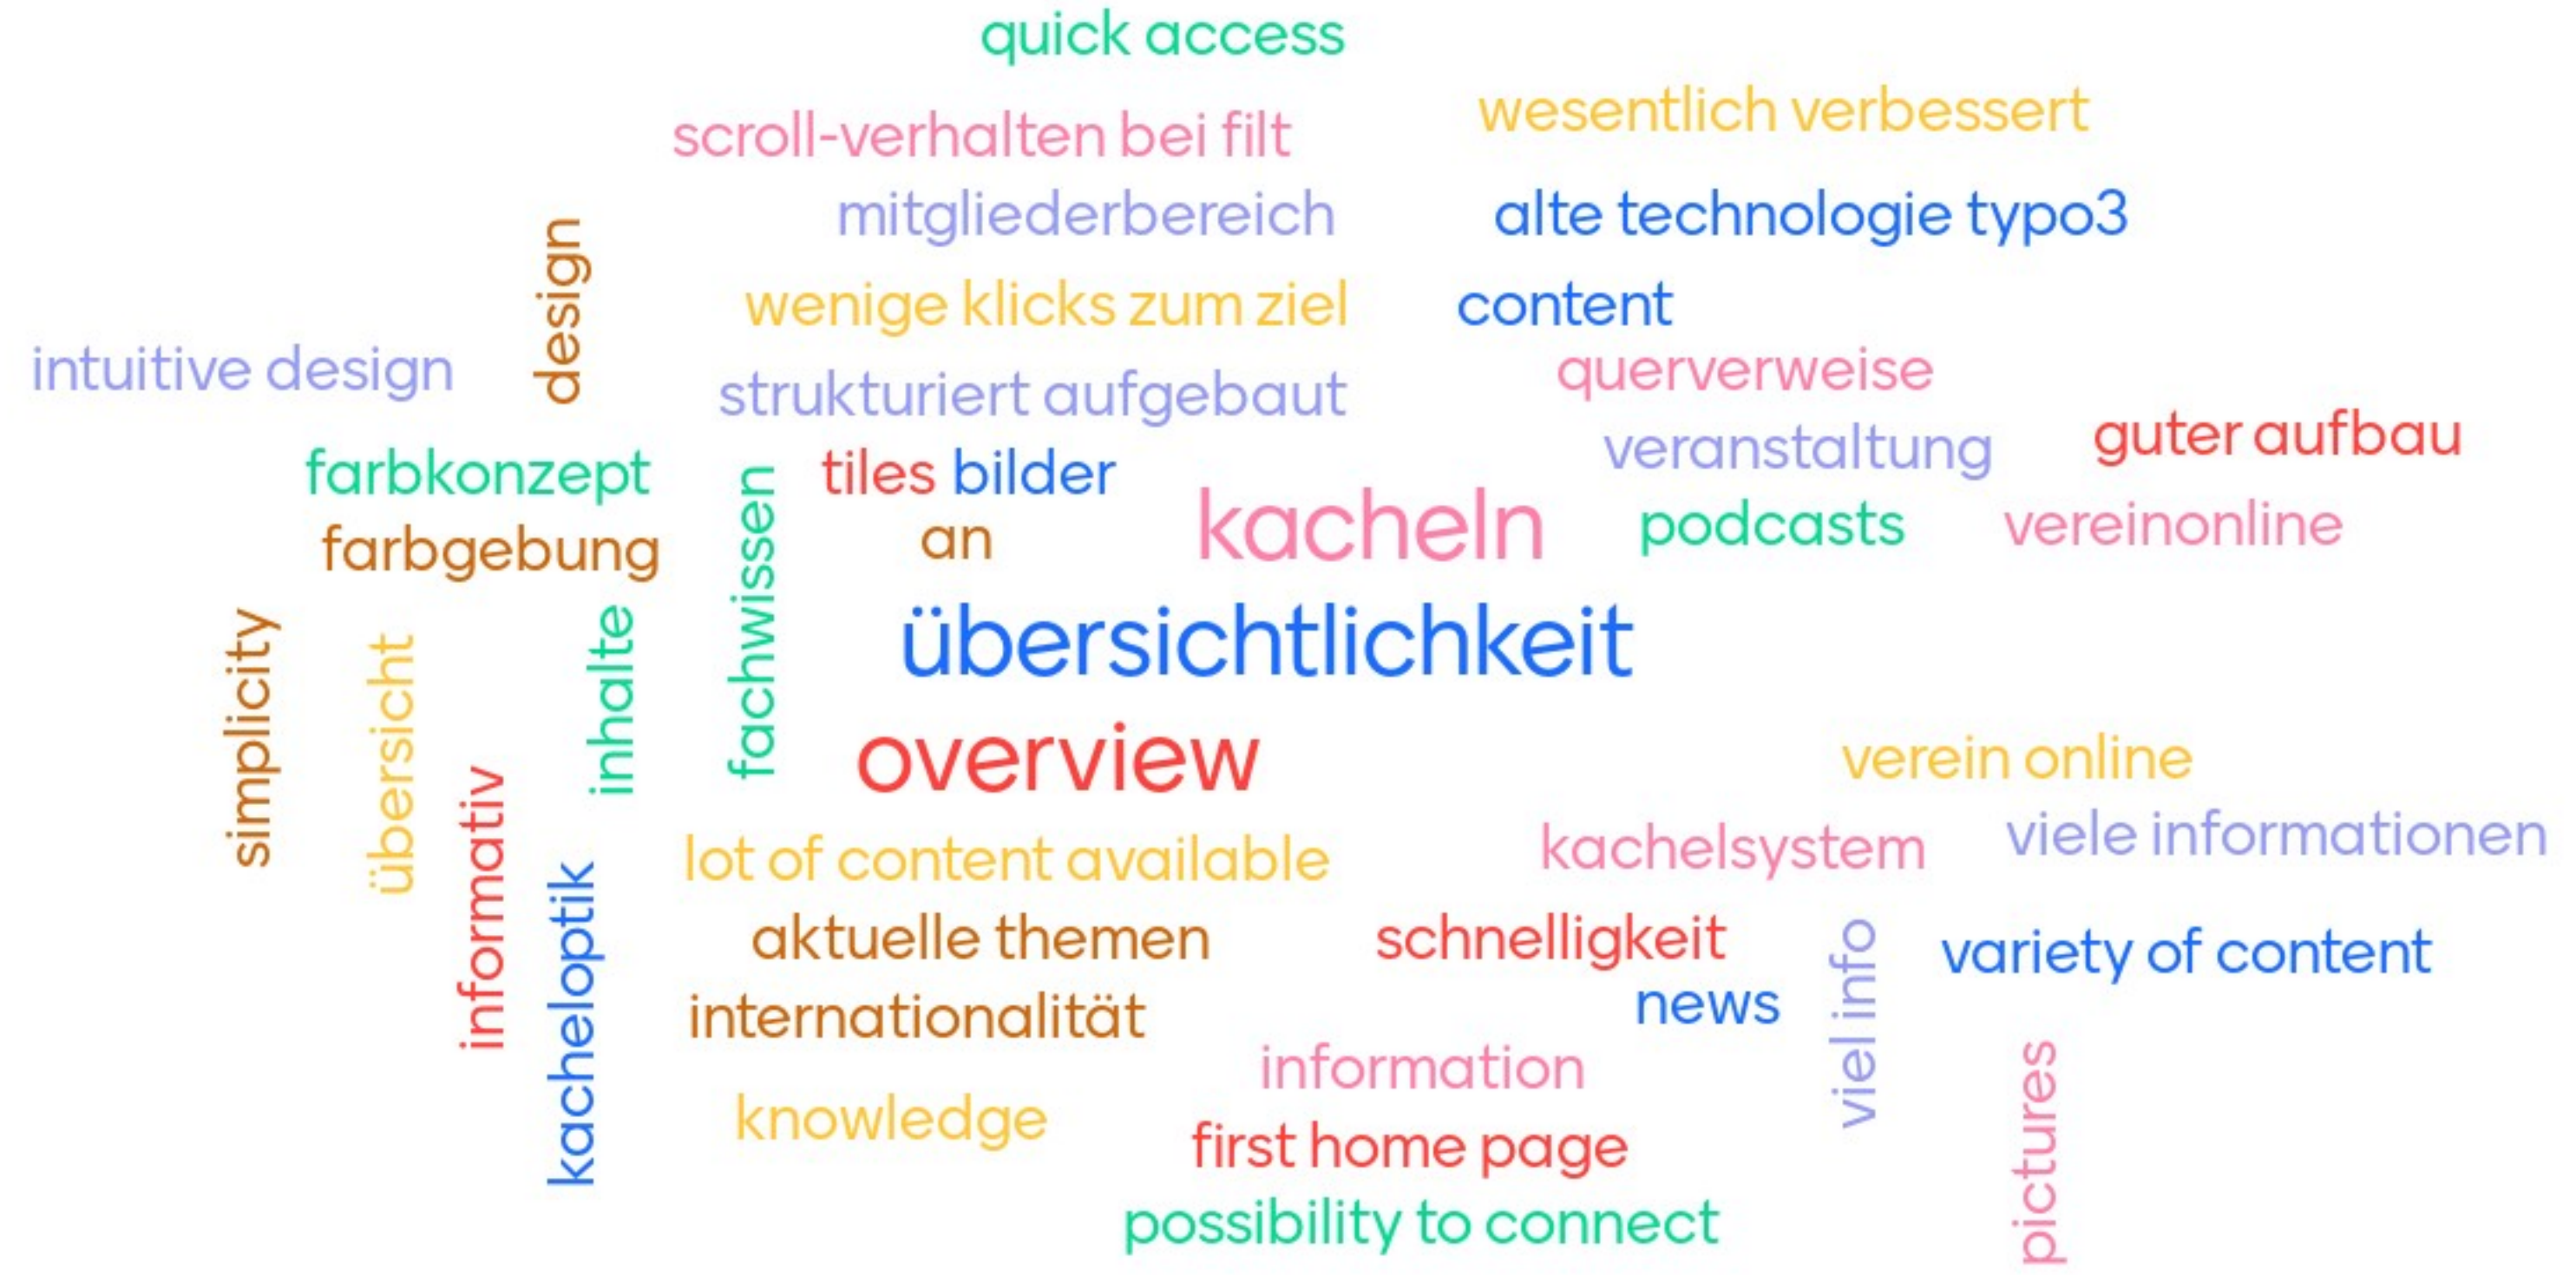 quick access
wesentlich verbessert
scroll-verhalten bei filt
mitgliederbereich
alte technologie typo3
design
wenige klicks zum ziel
content
intuitive design
querverweise
strukturiert aufgebaut
guter aufbau
veranstaltung
farbkonzept
tiles
bilder
kacheln
podcasts
vereinonline
farbgebung
an
fachwissen
übersichtlichkeit
simplicity
übersicht
inhalte
overview
verein online
informativ
lot of content available
kachelsystem
viele informationen
kacheloptik
aktuelle themen
schnelligkeit
variety of content
internationalität
news
viel info
information
knowledge
first home page
pictures
possibility to connect